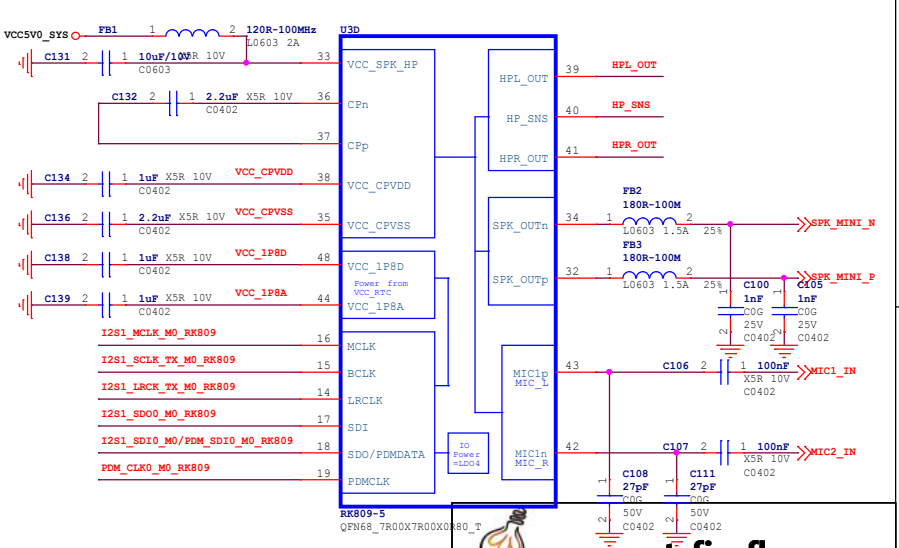 VCC5V0_SYS FB1 1 2 120R-100MHz U3D
L0603 2A
C131 2 1 10uF/10V X5R 10V 33 VCC_SPK_HP
C0603
HPL_OUT 39 HPL_OUT
C132 2 1 2.2uF X5R 10V 36 CPn
C0402
HP_SNS 40 HP_SNS
37 CPp
HPR_OUT 41 HPR_OUT
C134 2 1 1uF X5R 10V VCC_CPVDD 38 VCC_CPVDD
C0402
C136 2 1 2.2uF X5R 10V VCC_CPVSS 35 VCC_CPVSS
C0402
FB2
180R-100M
SPK_OUTn 34 1 2 SPK_MINI_N
L0603 1.5A 25%
C138 2 1 1uF X5R 10V VCC_1P8D 48 VCC_1P8D
C0402
Power from
VCC_RTC
FB3
180R-100M
SPK_OUTp 32 1 2 SPK_MINI_P
L0603 1.5A 25%
C139 2 1 1uF X5R 10V VCC_1P8A 44 VCC_1P8A
C0402
C100 C105
1 1nF 1 1nF
C0G C0G
25V 25V
2 C0402 2 C0402
I2S1_MCLK_M0_RK809 16 MCLK
I2S1_SCLK_TX_M0_RK809 15 BCLK
I2S1_LRCK_TX_M0_RK809 14 LRCLK
I2S1_SDO0_M0_RK809 17 SDI
I2S1_SDI0_M0/PDM_SDI0_M0_RK809 18 SDO/PDMDATA
PDM_CLK0_M0_RK809 19 PDMCLK
IO
Power
=LDO4
MIC1p 43 C106 2 1 100nF MIC1_IN
MIC_L X5R 10V
C0402
MIC1n 42 C107 2 1 100nF MIC2_IN
MIC_R X5R 10V
C0402
C108 C111
1 27pF 1 27pF
C0G C0G
50V 50V
2 C0402 2 C0402
RK809-5